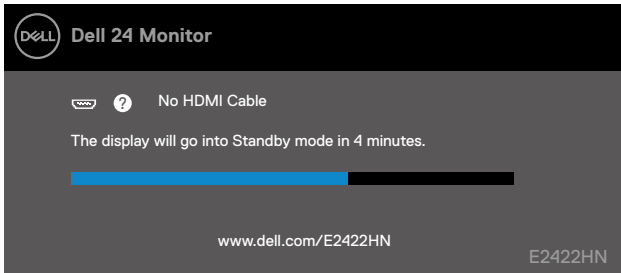 DELL
Dell 24 Monitor
? No HDMI Cable
The display will go into Standby mode in 4 minutes.
www.dell.com/E2422HN
E2422HN